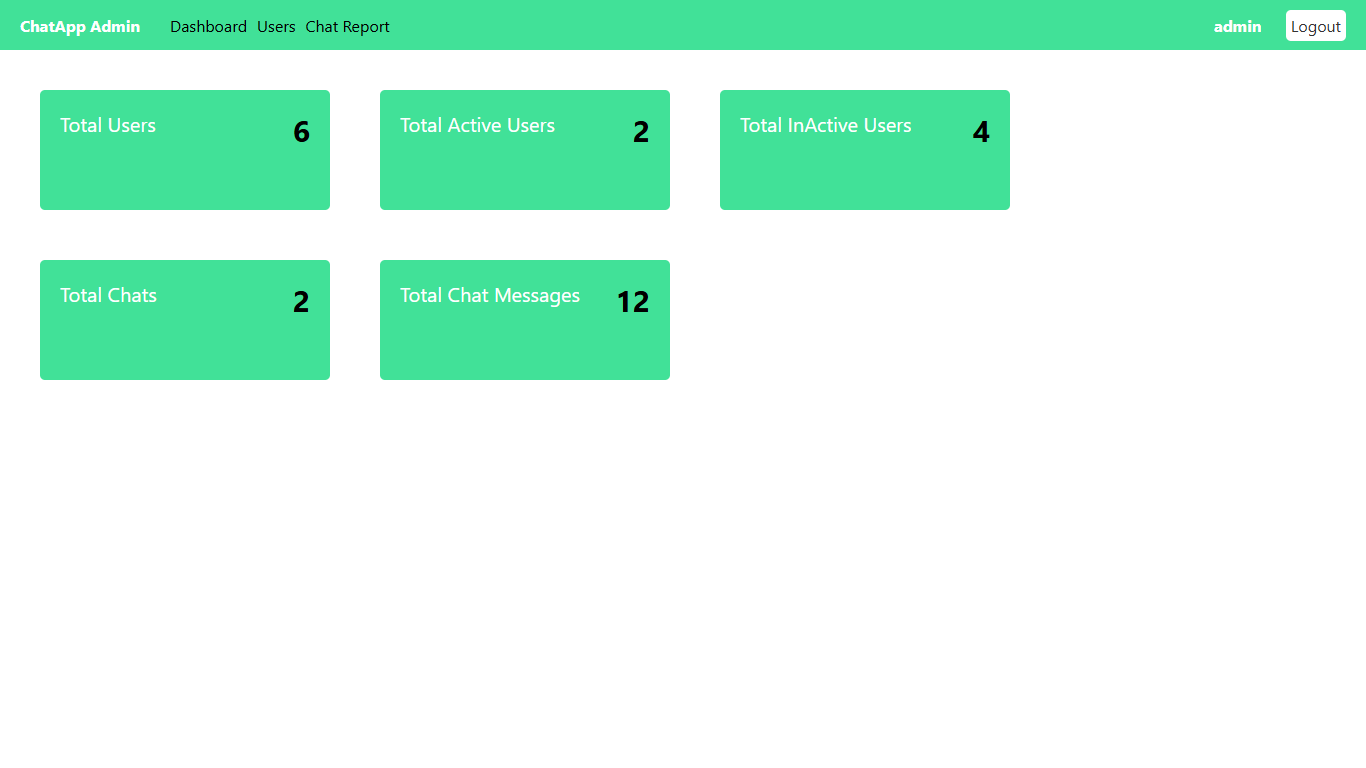 ChatApp Admin Dashboard Users Chat Report admin Logout
Total Users 6 Total Active Users 2 Total InActive Users 4
Total Chats 2 Total Chat Messages 12